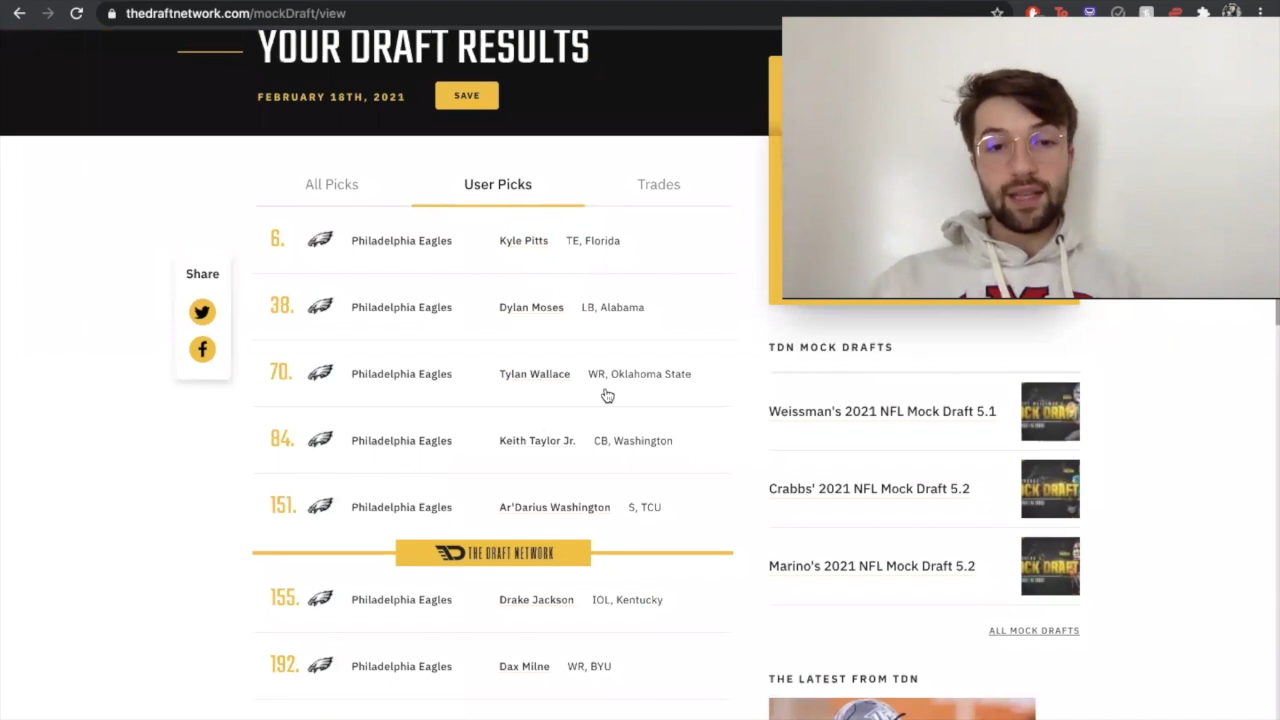 thedraftnetwork.com/mockDraft/view
YOUR DRAFT RESULTS
FEBRUARY 18TH, 2021
SAVE
All Picks
User Picks
Trades
6. Philadelphia Eagles Kyle Pitts TE, Florida
38. Philadelphia Eagles Dylan Moses LB, Alabama
70. Philadelphia Eagles Tylan Wallace WR, Oklahoma State
84. Philadelphia Eagles Keith Taylor Jr. CB, Washington
151. Philadelphia Eagles Ar'Darius Washington S, TCU
THE DRAFT NETWORK
155. Philadelphia Eagles Drake Jackson IOL, Kentucky
192. Philadelphia Eagles Dax Milne WR, BYU
Share
TDN MOCK DRAFTS
Weissman's 2021 NFL Mock Draft 5.1
Crabbs' 2021 NFL Mock Draft 5.2
Marino's 2021 NFL Mock Draft 5.2
ALL MOCK DRAFTS
THE LATEST FROM TDN